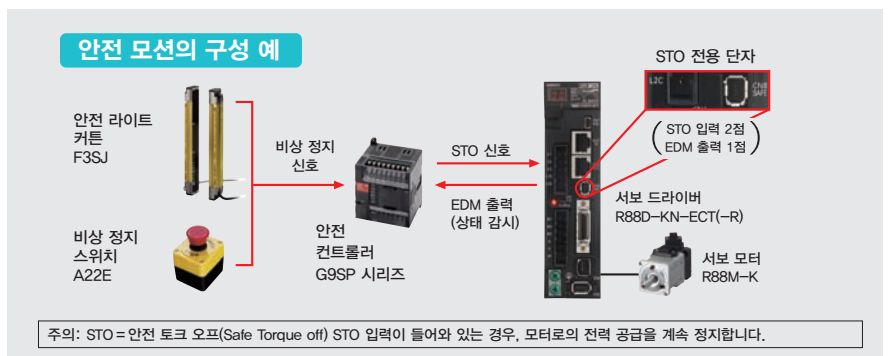 안전 모션의 구성 예
STO 전용 단자
L2C
CN8
SAFE
안전 라이트
커튼
F3SJ
비상 정지
신호
STO 신호
( STO 입력 2점
EDM 출력 1점 )
EDM 출력
(상태 감시)
서보 드라이버
R88D-KN-ECT(-R)
비상 정지
스위치
A22E
안전
컨트롤러
G9SP 시리즈
서보 모터
R88M-K
주의: STO=안전 토크 오프(Safe Torque off) STO 입력이 들어와 있는 경우, 모터로의 전력 공급을 계속 정지합니다.